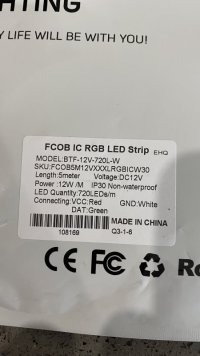 HTING
Y LIFE WILL BE WITH YOU!
FCOB IC RGB LED Strip EHQ
MODEL:BTF-12V-720L-W
SKU:FCOB5M12VXXXLRGBICW30
Length:5meter Voltage:DC12V
Power :12W /M IP30 Non-waterproof
LED Quantity:720LEDs/m
Connecting:VCC:Red GND:White
DAT:Green
MADE IN CHINA
108169 Q3-1-6
CE FC Ro